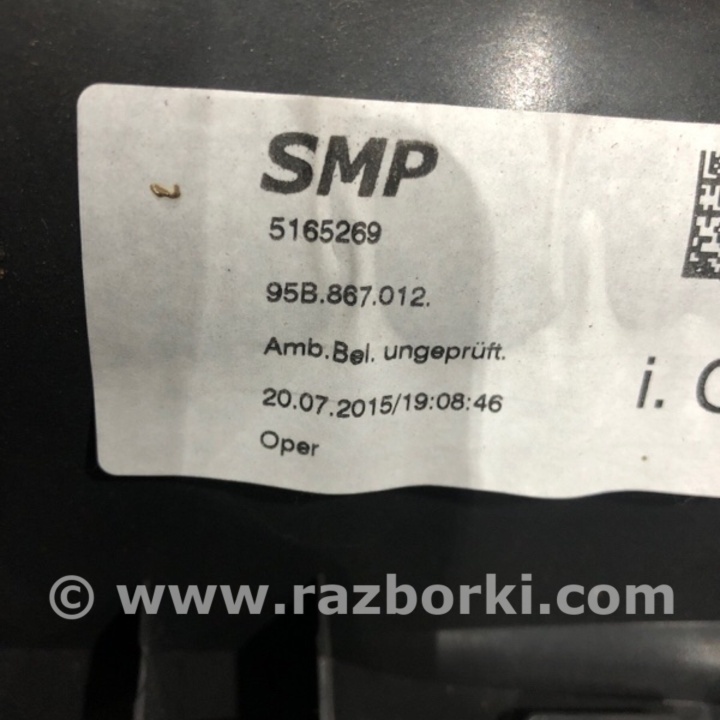 SMP
5165269
95B.867.012.
Amb.Bel. ungeprüft.
20.07.2015/19:08:46
i.
Oper
© www.razborki.com